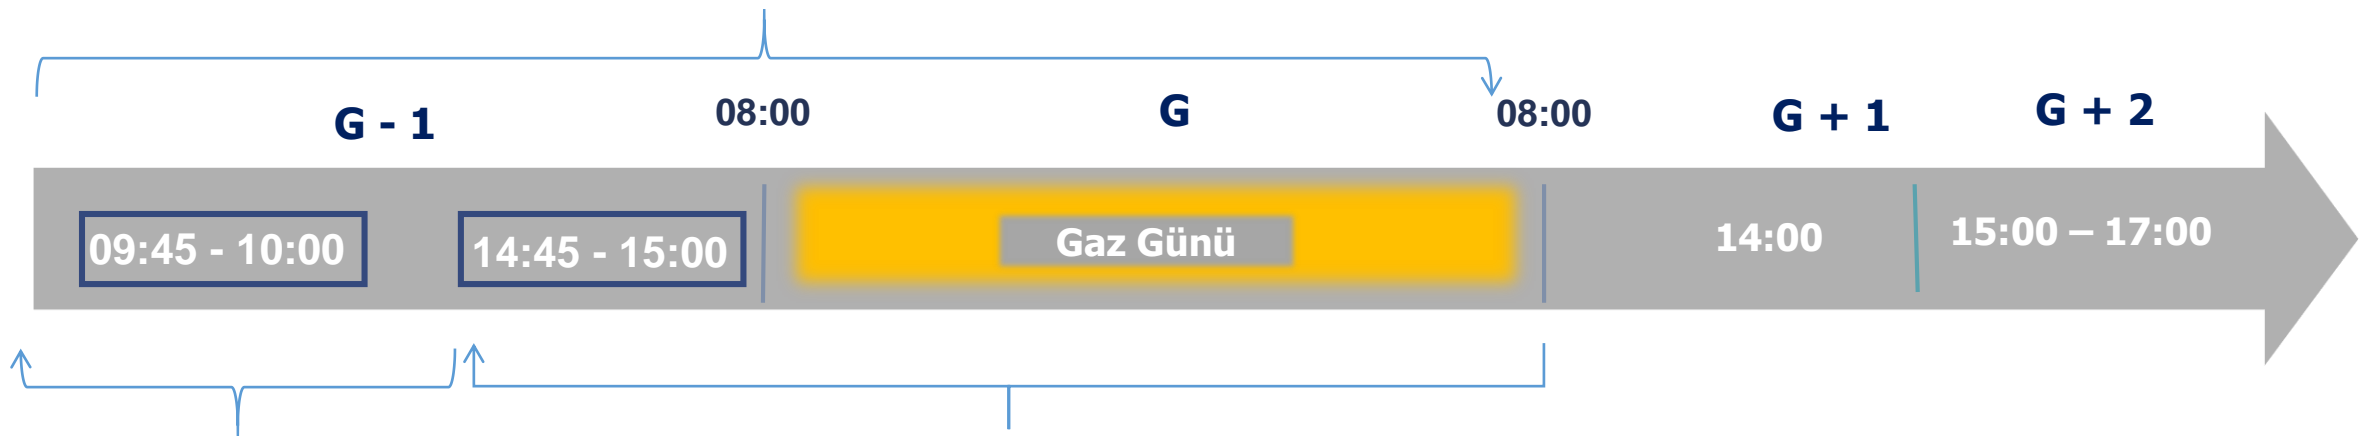 G - 1
08:00
G
08:00
G + 1
G + 2
09:45 - 10:00
14:45 - 15:00
Gaz Günü
14:00
15:00 – 17:00